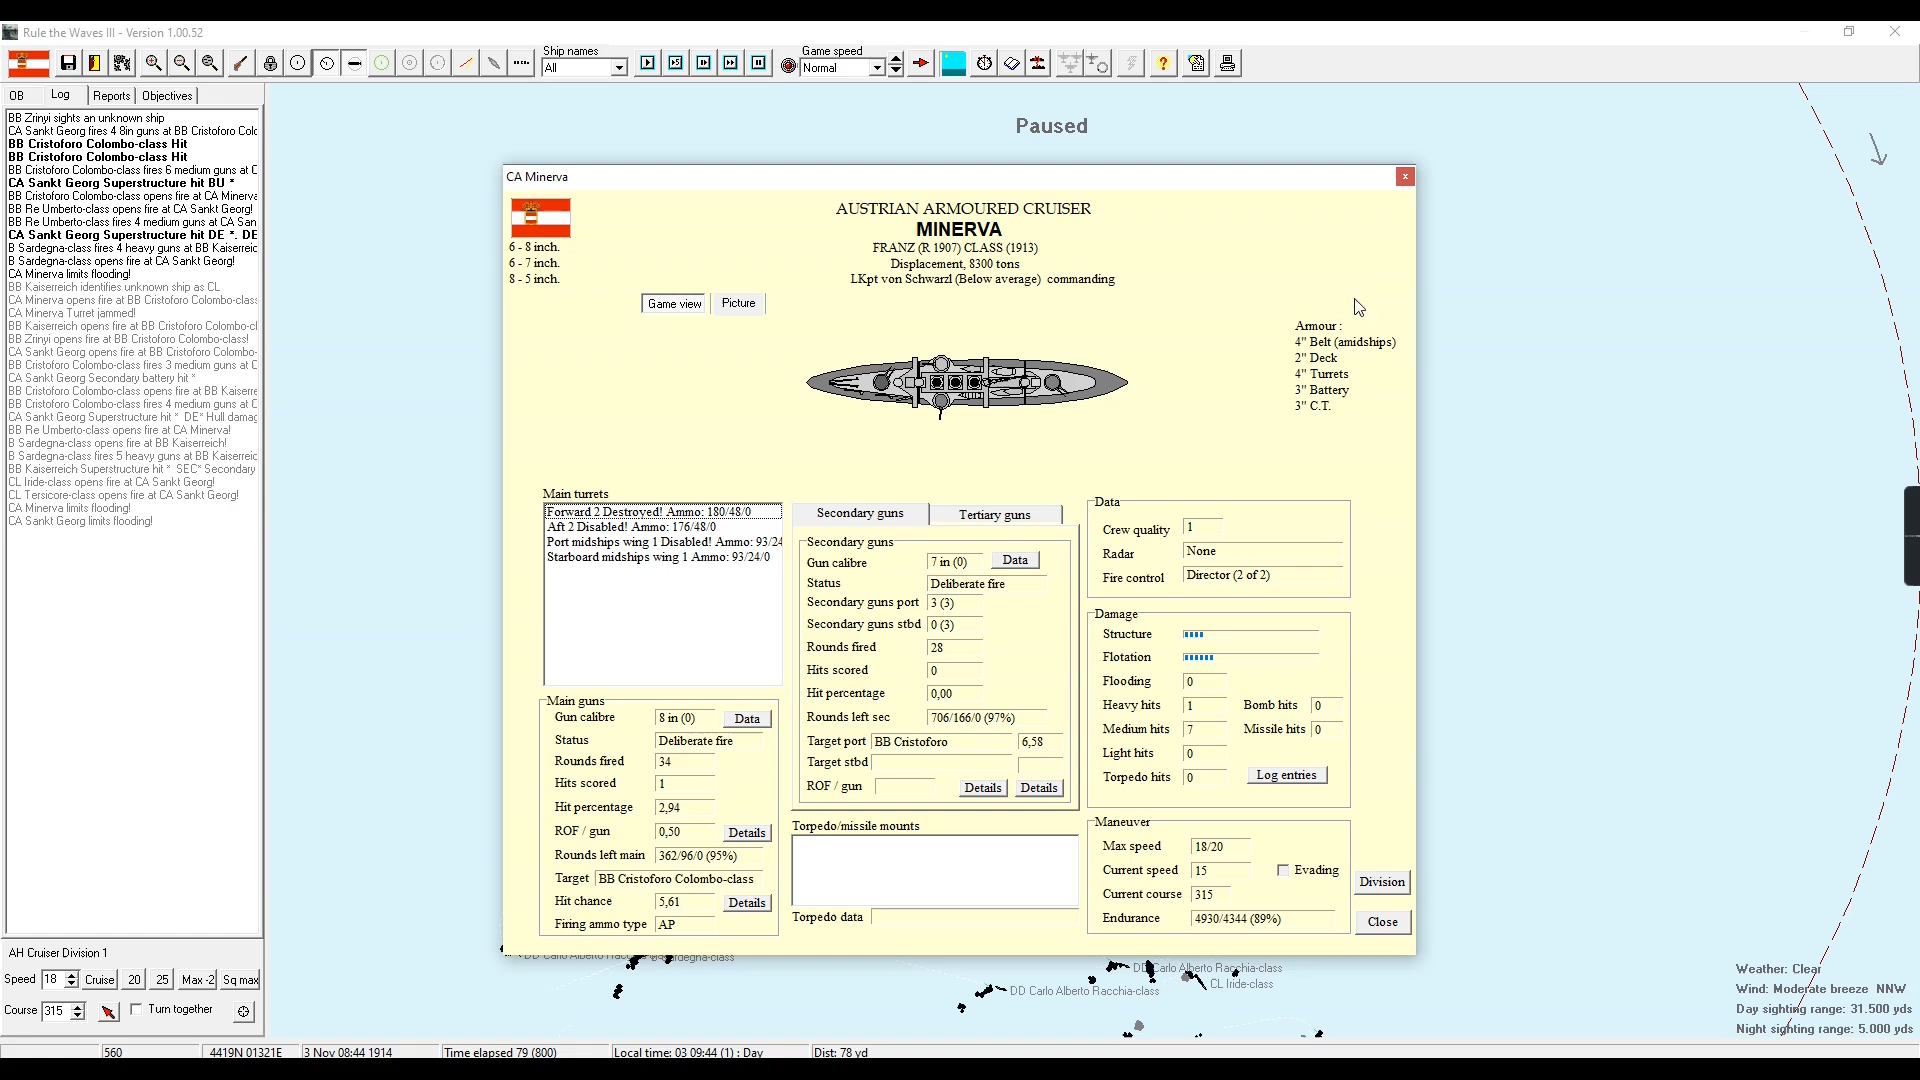 Rule the Waves III - Version 1.00.52
Ship names
All
Game speed
Normal
OB
Log
Reports
Objectives
BB Zrinyi sights an unknown ship
CA Sankt Georg fires 4 8in guns at BB Cristoforo Colo
BB Cristoforo Colombo-class Hit
BB Cristoforo Colombo-class Hit
BB Cristoforo Colombo-class fires 6 medium guns at C
CA Sankt Georg Superstructure hit BU *
BB Cristoforo Colombo-class opens fire at CA Minerva
BB Re Umberto-class opens fire at CA Sankt Georg!
BB Re Umberto-class fires 4 medium guns at CA San
CA Sankt Georg Superstructure hit DE *. DE
B Sardegna-class fires 4 heavy guns at BB Kaiserreic
B Sardegna-class opens fire at CA Sankt Georg!
CA Minerva limits flooding!
BB Kaiserreich identifies unknown ship as CL
CA Minerva opens fire at BB Cristoforo Colombo-class
CA Minerva Turret jammed!
BB Kaiserreich opens fire at BB Cristoforo Colombo-cl
BB Zrinyi opens fire at BB Cristoforo Colombo-class!
CA Sankt Georg opens fire at BB Cristoforo Colombo-
BB Cristoforo Colombo-class fires 3 medium guns at C
CA Sankt Georg Secondary battery hit *
BB Cristoforo Colombo-class opens fire at BB Kaiserre
BB Cristoforo Colombo-class fires 4 medium guns at C
CA Sankt Georg Superstructure hit * DE* Hull damag
BB Re Umberto-class opens fire at CA Minerva!
B Sardegna-class opens fire at BB Kaiserreich!
B Sardegna-class fires 5 heavy guns at BB Kaiserreic
BB Kaiserreich Superstructure hit * SEC* Secondary
CL Iride-class opens fire at CA Sankt Georg!
CL Tersicore-class opens fire at CA Sankt Georg!
CA Minerva limits flooding!
CA Sankt Georg limits flooding!
AH Cruiser Division 1
Speed 18 Cruise 20 25 Max -2 Sq max
Course 315 Turn together
Paused
CA Minerva
AUSTRIAN ARMOURED CRUISER
MINERVA
FRANZ (R 1907) CLASS (1913)
Displacement, 8300 tons
LKpt von Schwarzl (Below average) commanding
6 - 8 inch.
6 - 7 inch.
8 - 5 inch.
Game view
Picture
Armour :
4" Belt (amidships)
2" Deck
4" Turrets
3" Battery
3" C.T.
Main turrets
Forward 2 Destroyed! Ammo: 180/48/0
Aft 2 Disabled! Ammo: 176/48/0
Port midships wing 1 Disabled! Ammo: 93/24
Starboard midships wing 1 Ammo: 93/24/0
Main guns
Gun calibre 8 in (0) Data
Status Deliberate fire
Rounds fired 34
Hits scored 1
Hit percentage 2,94
ROF / gun 0,50 Details
Rounds left main 362/96/0 (95%)
Target BB Cristoforo Colombo-class
Hit chance 5,61 Details
Firing ammo type AP
Secondary guns
Tertiary guns
Secondary guns
Gun calibre 7 in (0) Data
Status Deliberate fire
Secondary guns port 3 (3)
Secondary guns stbd 0 (3)
Rounds fired 28
Hits scored 0
Hit percentage 0,00
Rounds left sec 706/166/0 (97%)
Target port BB Cristoforo 6,58
Target stbd
ROF / gun Details Details
Torpedo/missile mounts
Torpedo data
Data
Crew quality 1
Radar None
Fire control Director (2 of 2)
Damage
Structure
Flotation
Flooding 0
Heavy hits 1 Bomb hits 0
Medium hits 7 Missile hits 0
Light hits 0
Torpedo hits 0 Log entries
Maneuver
Max speed 18/20
Current speed 15 Evading
Current course 315
Endurance 4930/4344 (89%)
Division
Close
DD Carlo Alberto Racchia-class
CL Iride-class
DD Carlo Alberto Racchia-class
Weather: Clear
Wind: Moderate breeze NNW
Day sighting range: 31.500 yds
Night sighting range: 5.000 yds
560
4419N 01321E
3 Nov 08:44 1914
Time elapsed 79 (800)
Local time: 03 09:44 (1) : Day
Dist: 78 yd